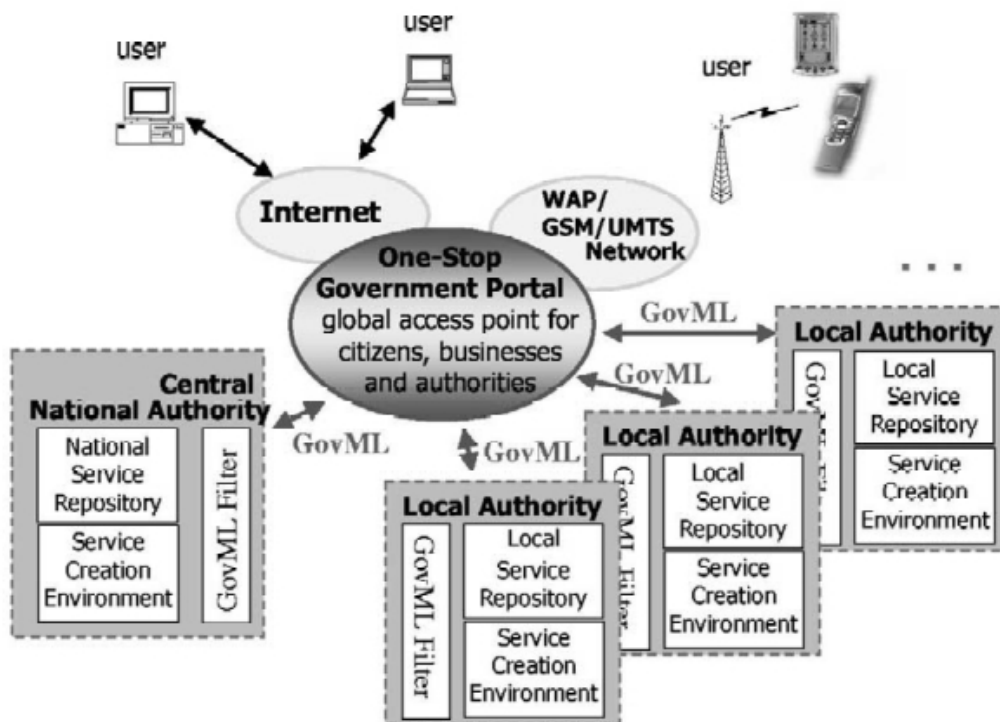 user
user
user
Internet
WAP/
GSM/UMTS
Network
One-Stop
Government Portal
global access point for
citizens, businesses
and authorities
. . .
GovML
GovML
GovML
GovML
Central
National Authority
National
Service
Repository
Service
Creation
Environment
GovML Filter
Local Authority
GovML Filter
Local
Service
Repository
Service
Creation
Environment
Local Authority
GovML Filter
Local
Service
Repository
Service
Creation
Environment
Local Authority
Local
Service
Repository
Service
Creation
Environment